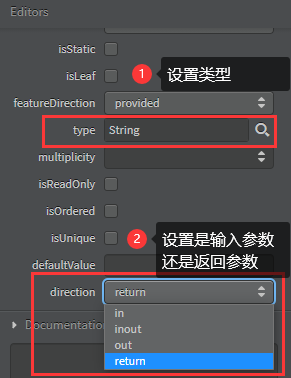 Editors
isStatic
isLeaf
1 设置类型
featureDirection provided
type String
multiplicity
isReadOnly
isOrdered
isUnique
2 设置是输入参数
还是返回参数
defaultValue
direction return
in
inout
out
return
Documentation